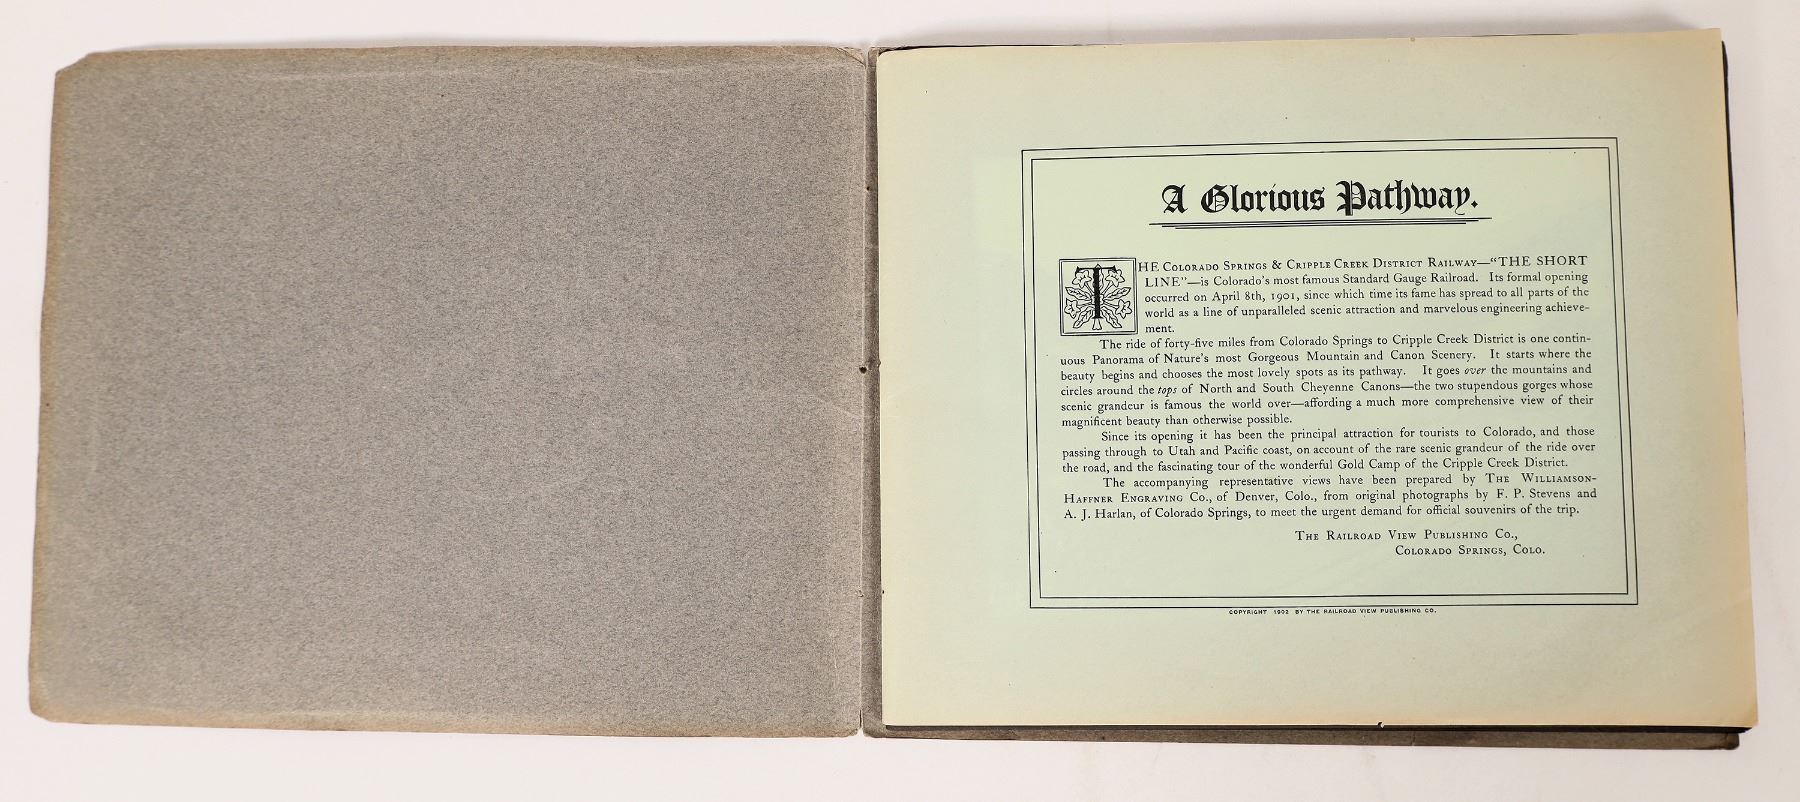 A Glorious Pathway.
THE COLORADO SPRINGS & CRIPPLE CREEK DISTRICT RAILWAY—"THE SHORT
LINE"—is Colorado's most famous Standard Gauge Railroad. Its formal opening
occurred on April 8th, 1901, since which time its fame has spread to all parts of the
world as a line of unparalleled scenic attraction and marvelous engineering achieve-
ment.
The ride of forty-five miles from Colorado Springs to Cripple Creek District is one contin-
uous Panorama of Nature's most Gorgeous Mountain and Canon Scenery. It starts where the
beauty begins and chooses the most lovely spots as its pathway. It goes over the mountains and
circles around the tops of North and South Cheyenne Canons—the two stupendous gorges whose
scenic grandeur is famous the world over—affording a much more comprehensive view of their
magnificent beauty than otherwise possible.
Since its opening it has been the principal attraction for tourists to Colorado, and those
passing through to Utah and Pacific coast, on account of the rare scenic grandeur of the ride over
the road, and the fascinating tour of the wonderful Gold Camp of the Cripple Creek District.
The accompanying representative views have been prepared by THE WILLIAMSON-
HAFFNER ENGRAVING CO., of Denver, Colo., from original photographs by F. P. Stevens and
A. J. Harlan, of Colorado Springs, to meet the urgent demand for official souvenirs of the trip.
THE RAILROAD VIEW PUBLISHING CO.,
COLORADO SPRINGS, COLO.
COPYRIGHT 1902 BY THE RAILROAD VIEW PUBLISHING CO.